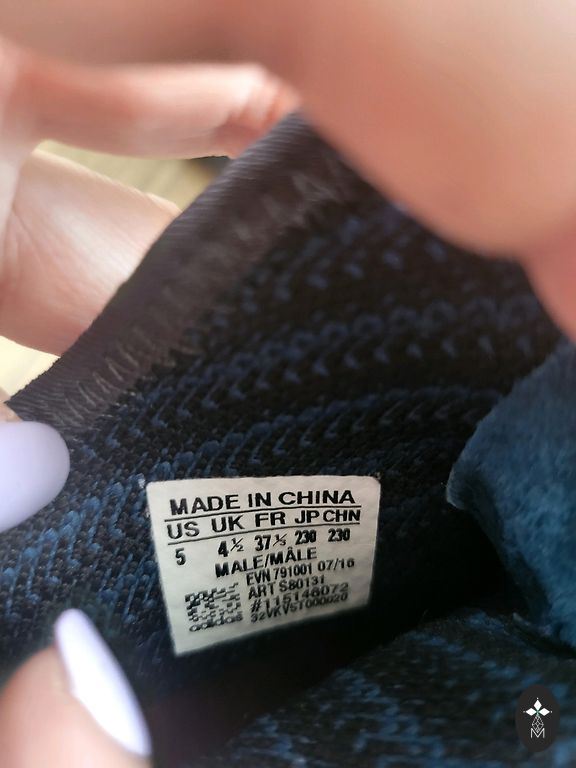 MADE IN CHINA
US UK FR JP CHN
5 4½ 37⅓ 230 230
MALE/MÂLE
EVN 791001 07/16
ART S80131
#115146072
32VKV5T000020
adidas
M